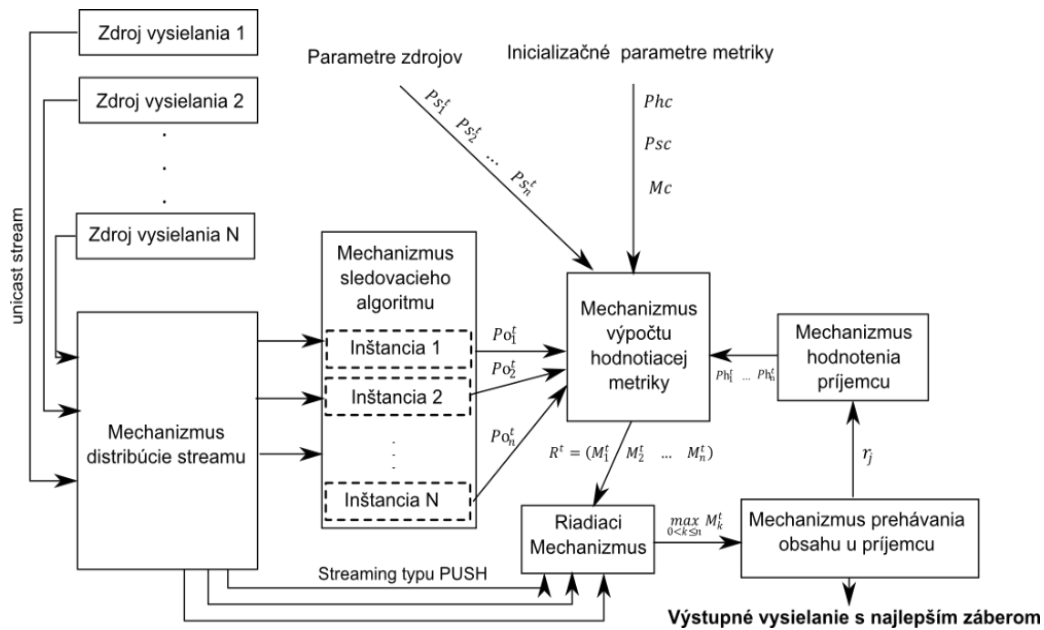 Zdroj vysielania 1
Zdroj vysielania 2
.
.
.
Zdroj vysielania N
unicast stream
Parametre zdrojov
Inicializačné parametre metriky
Ps₁ᵗ Ps₂ᵗ ... Psₙᵗ
Phc
Psc
Mc
Mechanizmus
sledovacieho
algoritmu
Inštancia 1
Inštancia 2
.
.
.
.
Inštancia N
Po₁ᵗ
Po₂ᵗ
Poₙᵗ
Mechanizmus
výpočtu
hodnotiacej
metriky
Mechanizmus
hodnotenia
príjemcu
Ph₁ᵗ ... Phₙᵗ
Mechanizmus
distribúcie streamu
Rᵗ = (M₁ᵗ M₂ᵗ ... Mₙᵗ)
rⱼ
Riadiaci
Mechanizmus
max Mₖᵗ
0<k≤n
Mechanizmus prehávania
obsahu u príjemcu
Streaming typu PUSH
Výstupné vysielanie s najlepším záberom